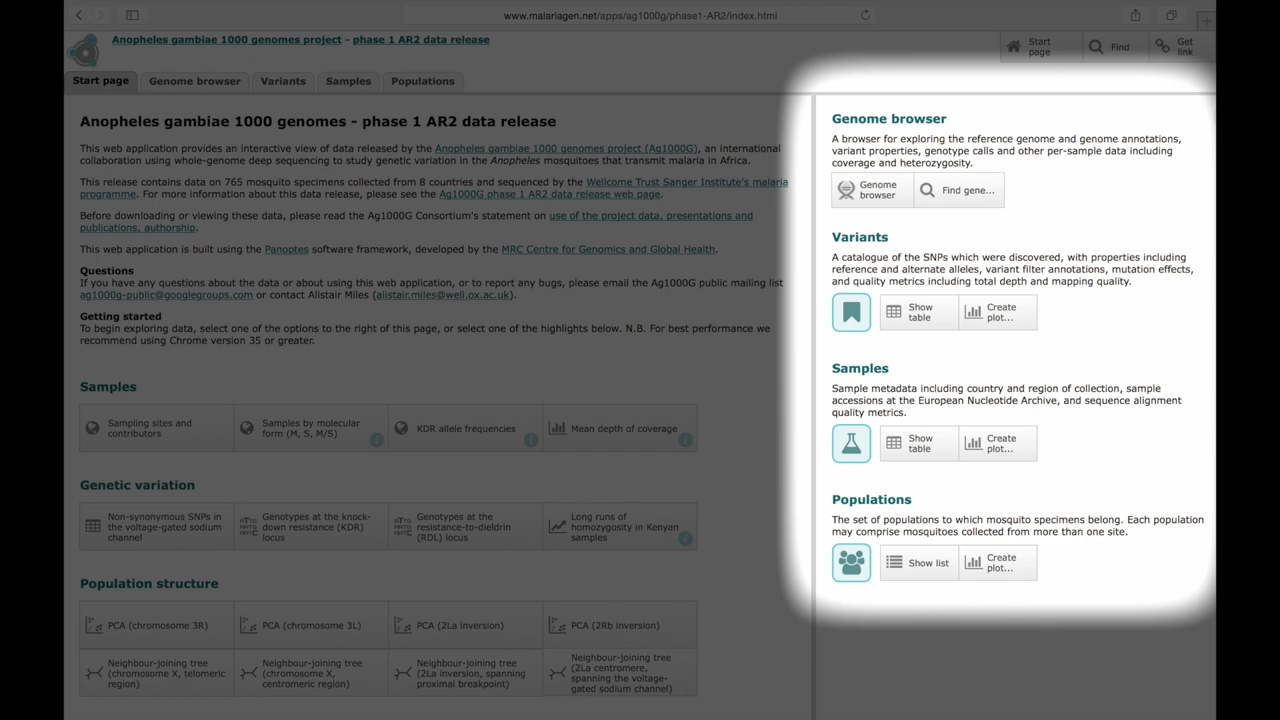 www.malariagen.net/apps/ag1000g/phase1-AR2/index.html
Anopheles gambiae 1000 genomes project - phase 1 AR2 data release
Start page
Find
Get link
Start page
Genome browser
Variants
Samples
Populations
Anopheles gambiae 1000 genomes - phase 1 AR2 data release
This web application provides an interactive view of data released by the Anopheles gambiae 1000 genomes project (Ag1000G), an international
collaboration using whole-genome deep sequencing to study genetic variation in the Anopheles mosquitoes that transmit malaria in Africa.
This release contains data on 765 mosquito specimens collected from 8 countries and sequenced by the Wellcome Trust Sanger Institute's malaria
programme. For more information about this data release, please see the Ag1000G phase 1 AR2 data release web page.
Before downloading or viewing these data, please read the Ag1000G Consortium's statement on use of the project data, presentations and
publications, authorship.
This web application is built using the Panoptes software framework, developed by the MRC Centre for Genomics and Global Health.
Questions
If you have any questions about the data or about using this web application, or to report any bugs, please email the Ag1000G public mailing list
ag1000g-public@googlegroups.com or contact Alistair Miles (alistair.miles@well.ox.ac.uk).
Getting started
To begin exploring data, select one of the options to the right of this page, or select one of the highlights below. N.B. For best performance we
recommend using Chrome version 35 or greater.
Samples
Sampling sites and
contributors
Samples by molecular
form (M, S, M/S)
KDR allele frequencies
Mean depth of coverage
Genetic variation
Non-synonymous SNPs in
the voltage-gated sodium
channel
Genotypes at the knock-
down resistance (KDR)
locus
Genotypes at the
resistance-to-dieldrin
(RDL) locus
Long runs of
homozygosity in Kenyan
samples
Population structure
PCA (chromosome 3R)
PCA (chromosome 3L)
PCA (2La inversion)
PCA (2Rb inversion)
Neighbour-joining tree
(chromosome X, telomeric
region)
Neighbour-joining tree
(chromosome X,
centromeric region)
Neighbour-joining tree
(2La inversion, spanning
proximal breakpoint)
Neighbour-joining tree
(2La centromere,
spanning the voltage-
gated sodium channel)
Genome browser
A browser for exploring the reference genome and genome annotations,
variant properties, genotype calls and other per-sample data including
coverage and heterozygosity.
Genome
browser
Find gene...
Variants
A catalogue of the SNPs which were discovered, with properties including
reference and alternate alleles, variant filter annotations, mutation effects,
and quality metrics including total depth and mapping quality.
Show
table
Create
plot...
Samples
Sample metadata including country and region of collection, sample
accessions at the European Nucleotide Archive, and sequence alignment
quality metrics.
Show
table
Create
plot...
Populations
The set of populations to which mosquito specimens belong. Each population
may comprise mosquitoes collected from more than one site.
Show list
Create
plot...